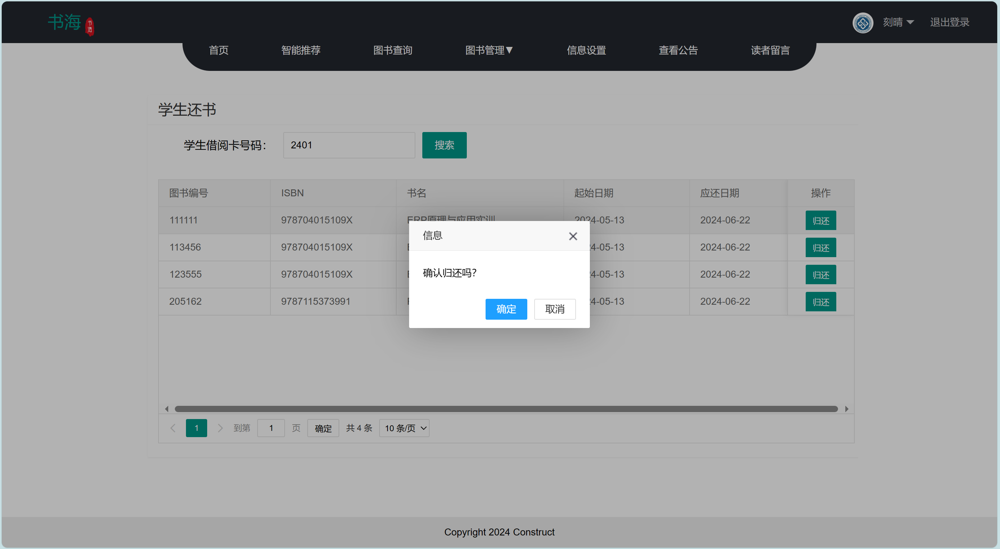 书海 书海
刻晴 退出登录
首页 智能推荐 图书查询 图书管理▼ 信息设置 查看公告 读者留言
学生还书
学生借阅卡号码： 2401 搜索
图书编号 ISBN 书名 起始日期 应还日期 操作
111111 978704015109X ERP原理与应用实训 2024-05-13 2024-06-22 归还
113456 978704015109X 4-05-13 2024-06-22 归还
123555 978704015109X 4-05-13 2024-06-22 归还
205162 9787115373991 4-05-13 2024-06-22 归还
信息
确认归还吗？
确定 取消
1 到第 1 页 确定 共 4 条 10 条/页
Copyright 2024 Construct